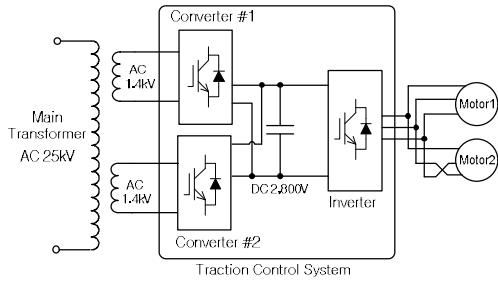 Converter #1
AC
1.4kV
Main
Transformer
AC 25kV
AC
1.4kV
DC 2,800V
Inverter
Converter #2
Motor1
Motor2
Traction Control System